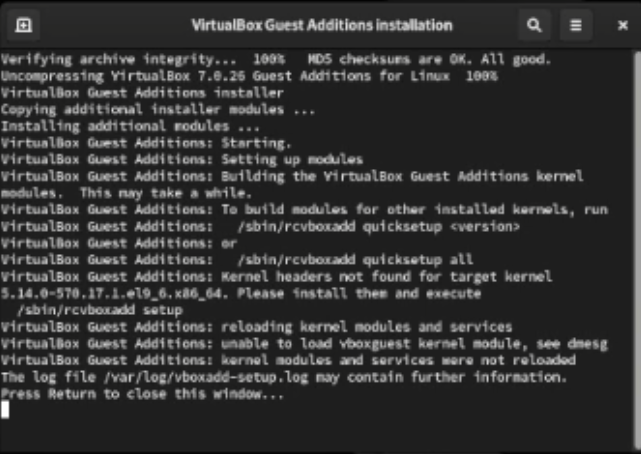 VirtualBox Guest Additions installation
Verifying archive integrity...  100%   MD5 checksums are OK. All good.
Uncompressing VirtualBox 7.0.26 Guest Additions for Linux  100%
VirtualBox Guest Additions installer
Copying additional installer modules ...
Installing additional modules ...
VirtualBox Guest Additions: Starting.
VirtualBox Guest Additions: Setting up modules
VirtualBox Guest Additions: Building the VirtualBox Guest Additions kernel
modules.  This may take a while.
VirtualBox Guest Additions: To build modules for other installed kernels, run
VirtualBox Guest Additions:   /sbin/rcvboxadd quicksetup <version>
VirtualBox Guest Additions: or
VirtualBox Guest Additions:   /sbin/rcvboxadd quicksetup all
VirtualBox Guest Additions: Kernel headers not found for target kernel
5.14.0-570.17.1.el9_6.x86_64. Please install them and execute
  /sbin/rcvboxadd setup
VirtualBox Guest Additions: reloading kernel modules and services
VirtualBox Guest Additions: unable to load vboxguest kernel module, see dmesg
VirtualBox Guest Additions: kernel modules and services were not reloaded
The log file /var/log/vboxadd-setup.log may contain further information.
Press Return to close this window...